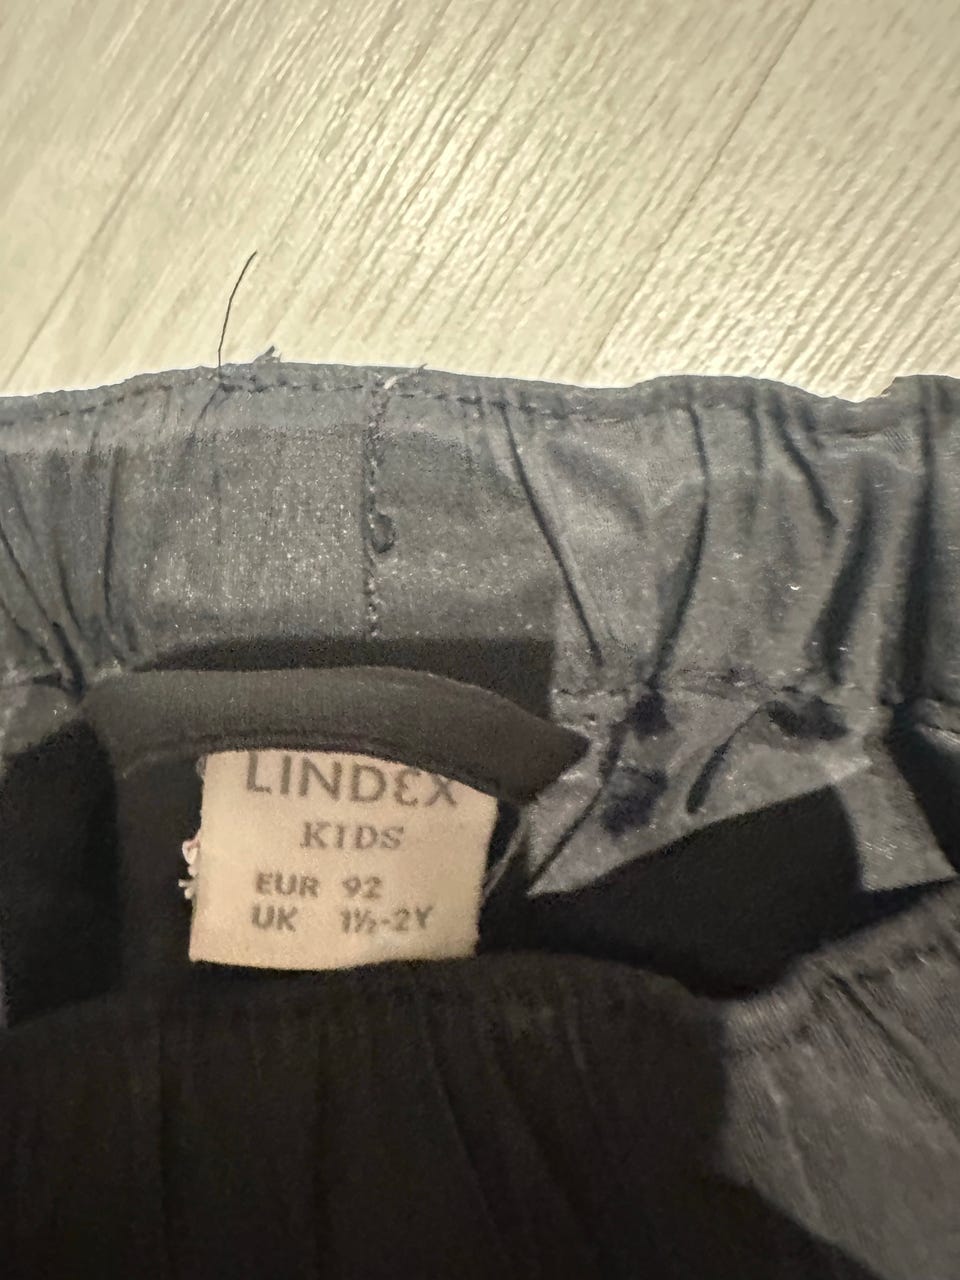 LINDEX
KIDS
EUR 92
UK 1½-2Y